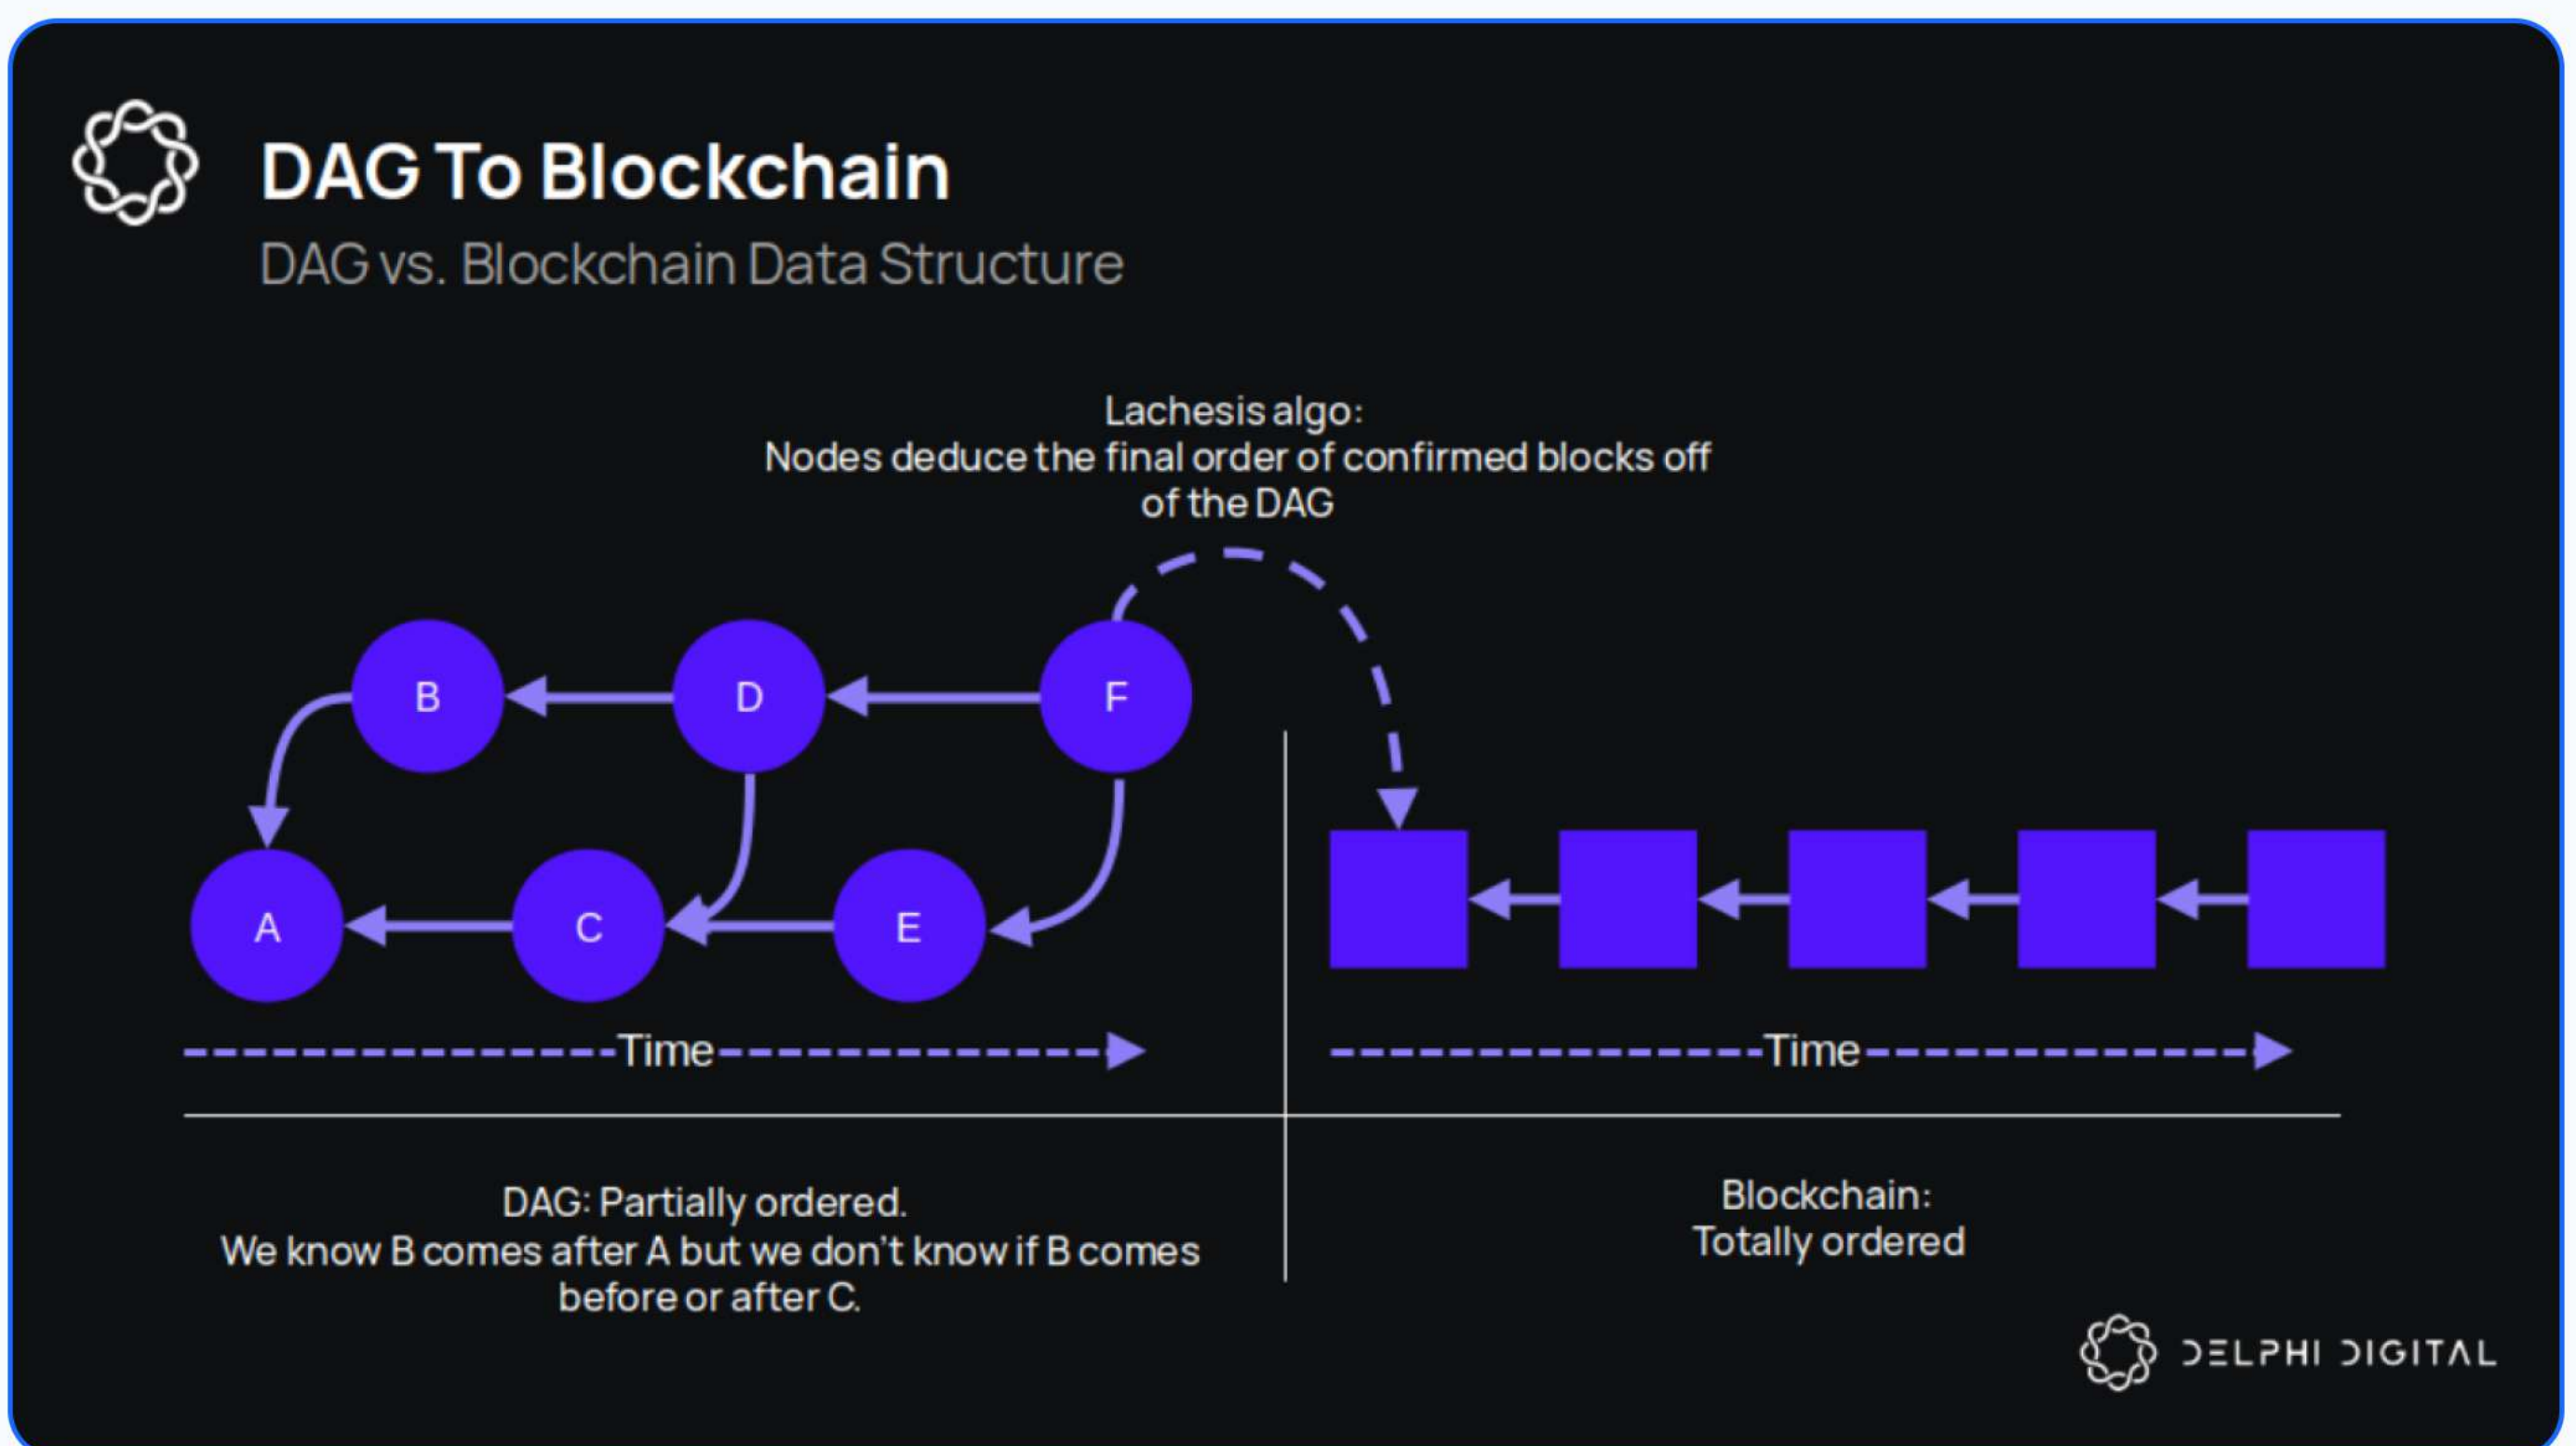 DAG To Blockchain
DAG vs. Blockchain Data Structure
Lachesis algo:
Nodes deduce the final order of confirmed blocks off
of the DAG
B
D
F
A
C
E
Time
Time
DAG: Partially ordered.
We know B comes after A but we don't know if B comes
before or after C.
Blockchain:
Totally ordered
DELPHI DIGITAL